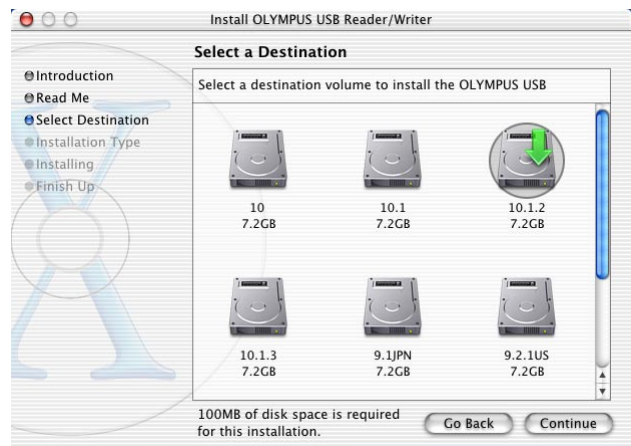 Install OLYMPUS USB Reader/Writer
Select a Destination
Introduction
Read Me
Select Destination
Installation Type
Installing
Finish Up
Select a destination volume to install the OLYMPUS USB
10
7.2GB
10.1
7.2GB
10.1.2
7.2GB
10.1.3
7.2GB
9.1JPN
7.2GB
9.2.1US
7.2GB
100MB of disk space is required
for this installation.
Go Back
Continue